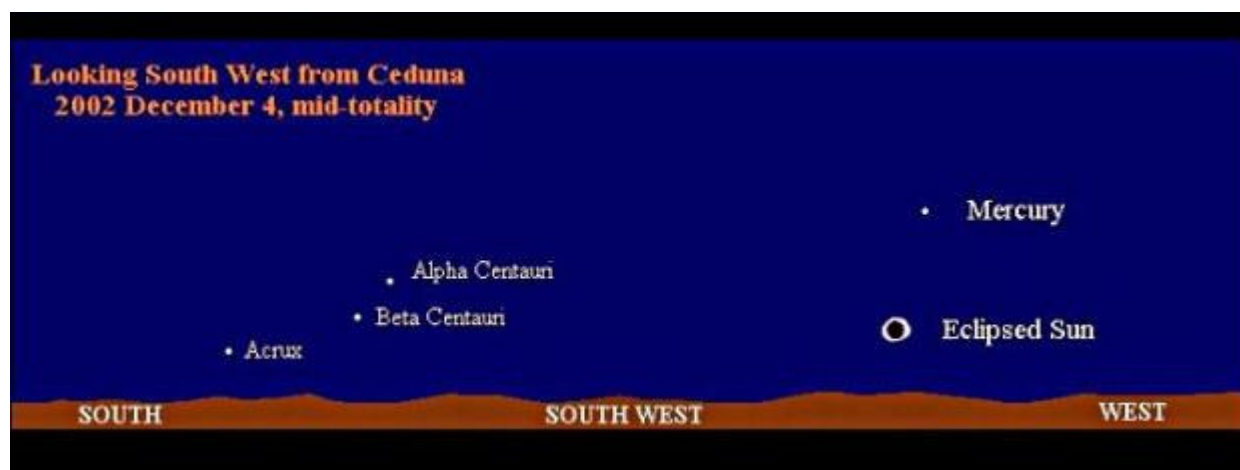 Looking South West from Ceduna
2002 December 4, mid-totality
Mercury
Alpha Centauri
Beta Centauri
Eclipsed Sun
Acrux
SOUTH
SOUTH WEST
WEST